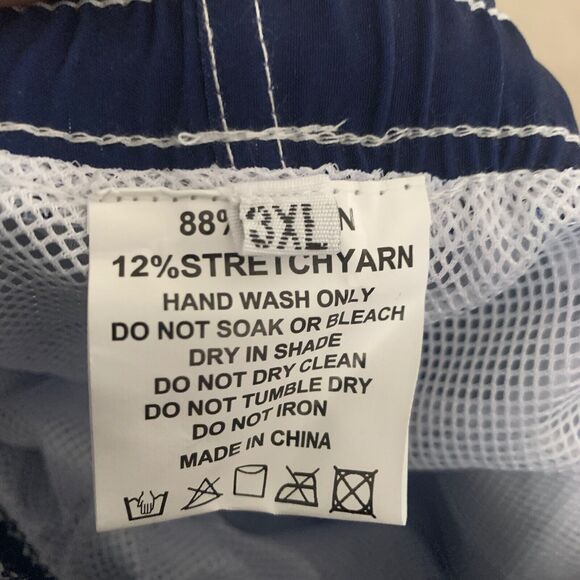 88%
3XL
12%STRETCHYARN
HAND WASH ONLY
DO NOT SOAK OR BLEACH
DRY IN SHADE
DO NOT DRY CLEAN
DO NOT TUMBLE DRY
DO NOT IRON
MADE IN CHINA